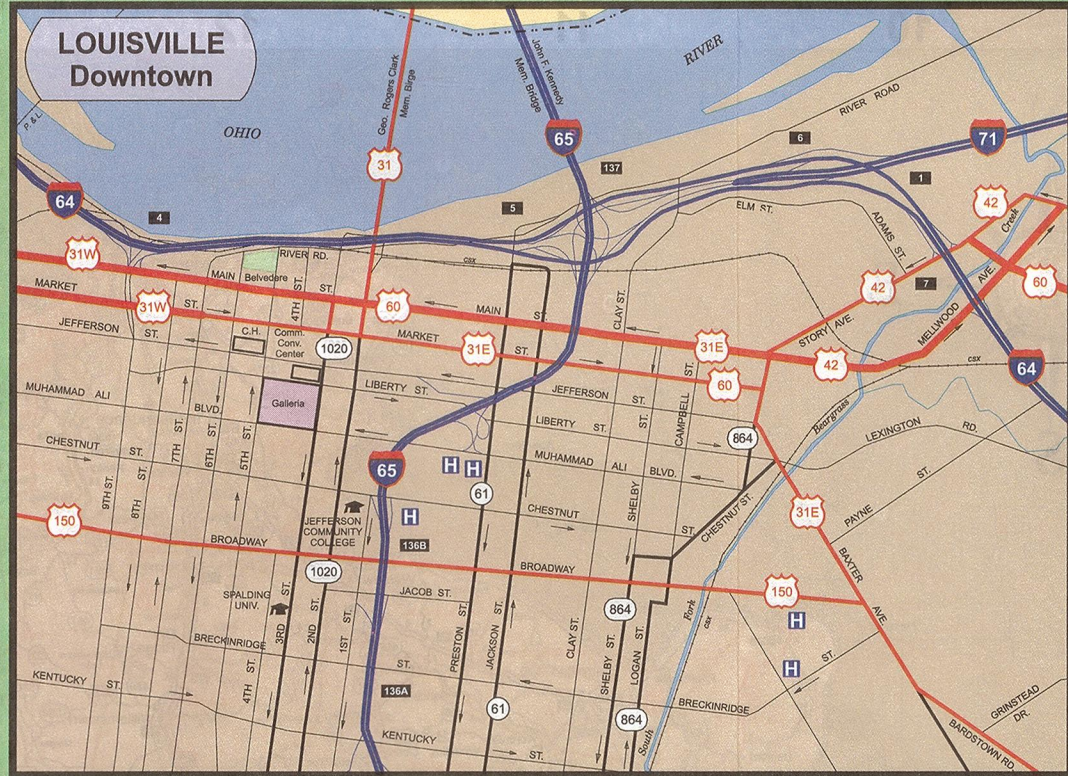 LOUISVILLE
Downtown
P. & L.
OHIO
RIVER
Geo. Rogers Clark
Mem. Birge
John F. Kennedy
Mem. Bridge
RIVER ROAD
31
65
71
64
137
6
1
5
4
42
ELM ST.
ADAMS ST.
Creek
31W
RIVER RD.
csx
MAIN
Belvedere
ST.
4TH ST.
60
MAIN
ST.
CLAY ST.
42
7
60
MARKET
31W
ST.
MARKET
31E
ST.
31E
STORY AVE
MELLWOOD AVE.
JEFFERSON
ST.
C.H.
Comm.
Conv.
Center
1020
42
csx
64
60
MUHAMMAD ALI
BLVD.
Galleria
LIBERTY ST.
JEFFERSON
ST.
LIBERTY
ST.
ST.
CAMPBELL
ST.
864
Beargrass
LEXINGTON
RD.
CHESTNUT
ST.
9TH ST.
8TH ST.
7TH ST.
6TH ST.
5TH ST.
65
H H
61
MUHAMMAD ALI BLVD.
SHELBY
CHESTNUT
ST.
CHESTNUT ST.
31E
PAYNE
ST.
150
BROADWAY
JEFFERSON
COMMUNITY
COLLEGE
H
136B
BROADWAY
BAXTER
AVE.
SPALDING
UNIV.
1020
JACOB ST.
864
Fork
csx
150
H
BRECKINRIDGE
ST.
3RD ST.
2ND ST.
1ST ST.
4TH ST.
PRESTON ST.
JACKSON ST.
CLAY ST.
SHELBY ST.
LOGAN ST.
H
ST.
KENTUCKY
ST.
136A
61
864
BRECKINRIDGE
GRINSTEAD
DR.
KENTUCKY
ST.
South
BARDSTOWN RD.